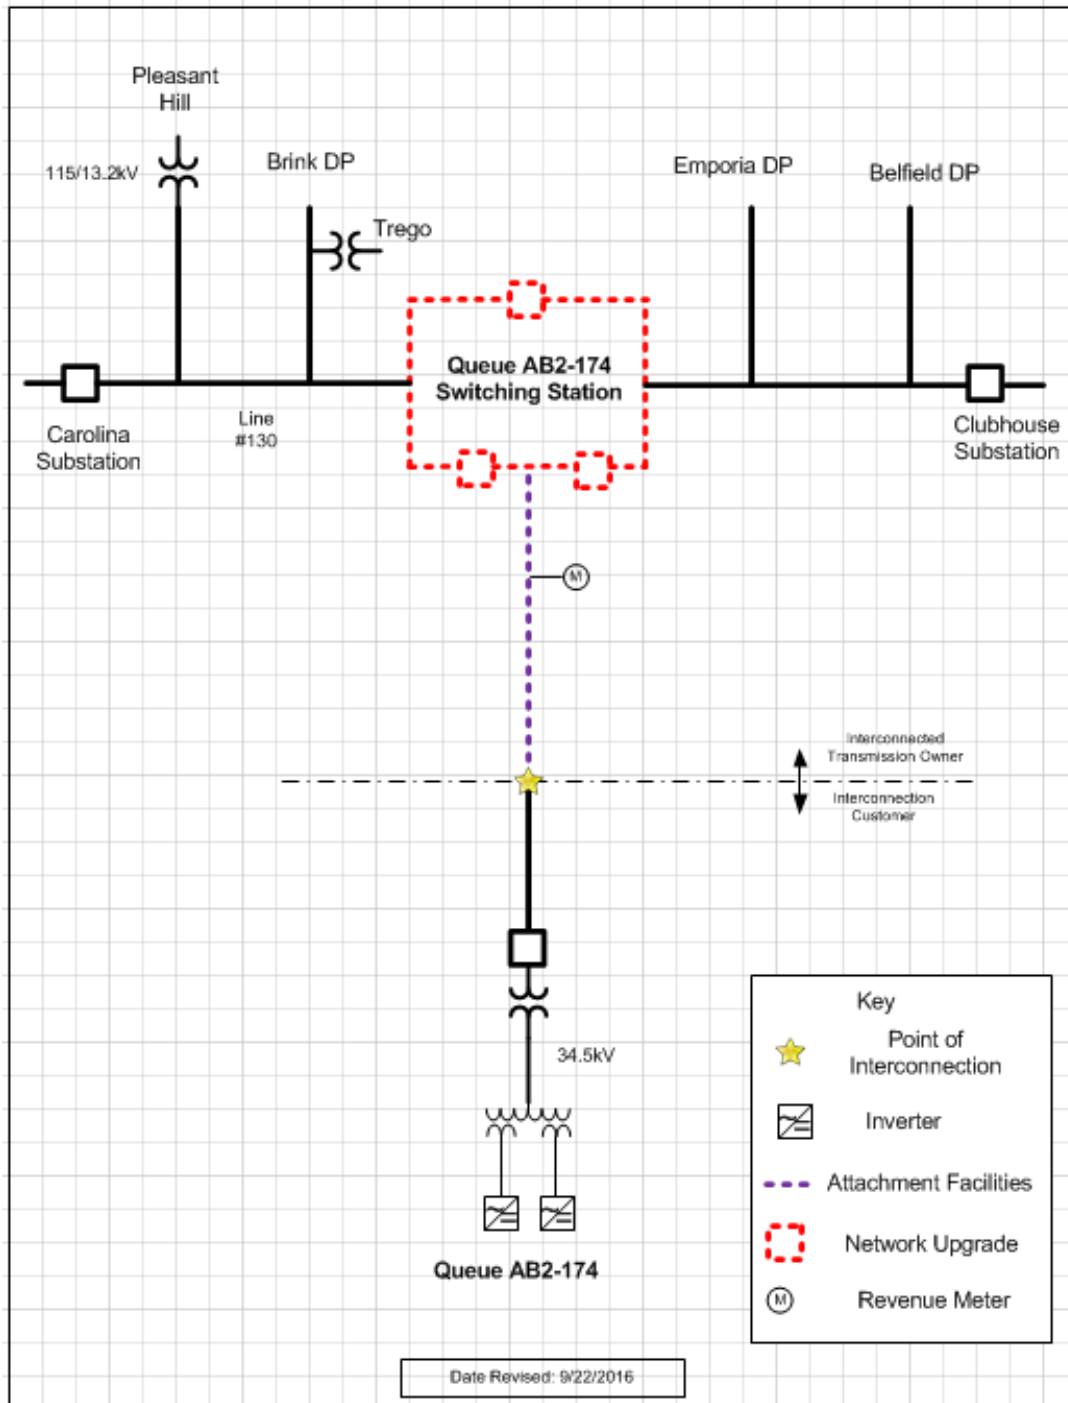 Pleasant
Hill
115/13.2kV
Brink DP
Trego
Emporia DP
Belfield DP
Queue AB2-174
Switching Station
Carolina
Substation
Line
#130
Clubhouse
Substation
M
Interconnected
Transmission Owner
Interconnection
Customer
34.5kV
Queue AB2-174
Key
Point of
Interconnection
Inverter
Attachment Facilities
Network Upgrade
M
Revenue Meter
Date Revised: 9/22/2016